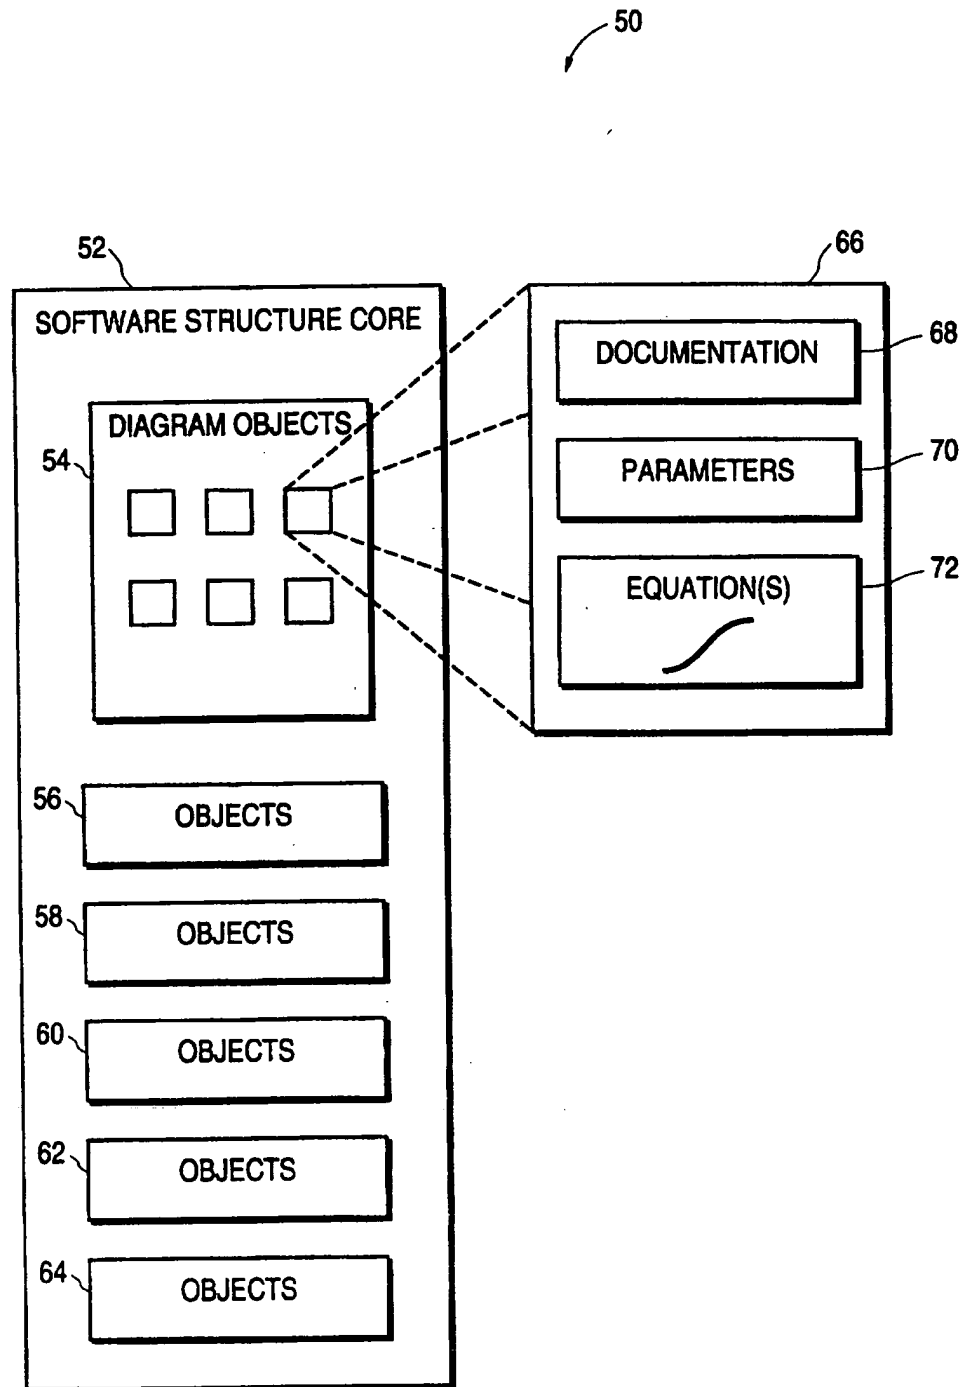 50
52
66
SOFTWARE STRUCTURE CORE
DOCUMENTATION
68
DIAGRAM OBJECTS
54
PARAMETERS
70
EQUATION(S)
72
56
OBJECTS
58
OBJECTS
60
OBJECTS
62
OBJECTS
64
OBJECTS